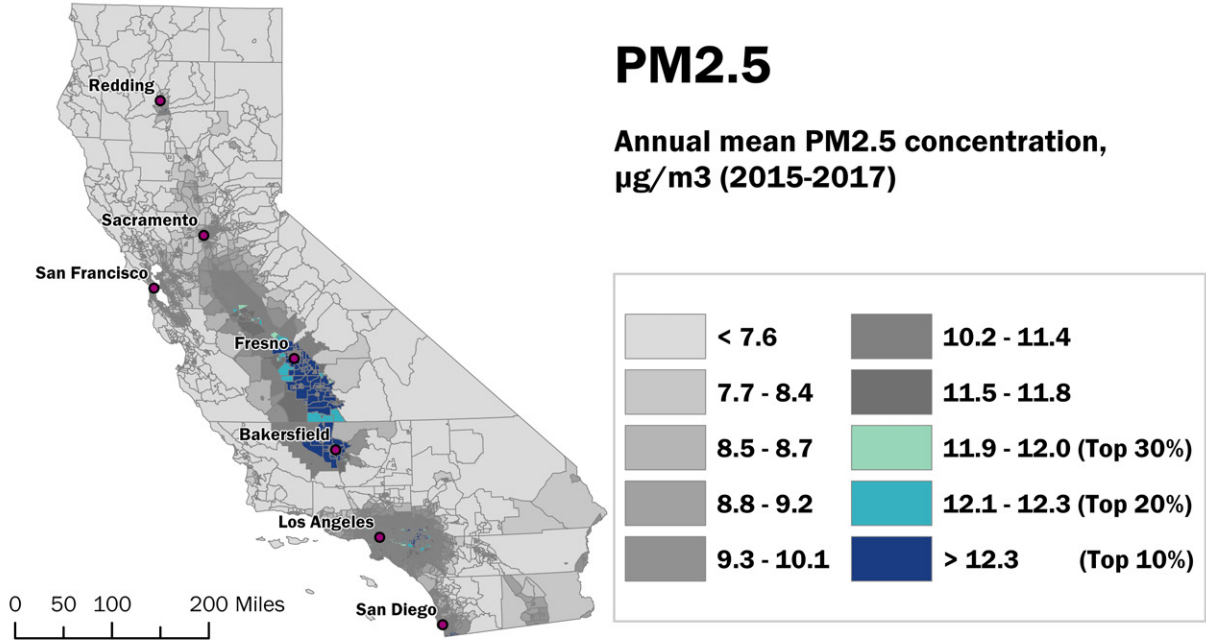 PM2.5
Annual mean PM2.5 concentration,
µg/m3 (2015-2017)
Redding
Sacramento
San Francisco
Fresno
Bakersfield
Los Angeles
San Diego
0 50 100 200 Miles
< 7.6
7.7 - 8.4
8.5 - 8.7
8.8 - 9.2
9.3 - 10.1
10.2 - 11.4
11.5 - 11.8
11.9 - 12.0 (Top 30%)
12.1 - 12.3 (Top 20%)
> 12.3 (Top 10%)